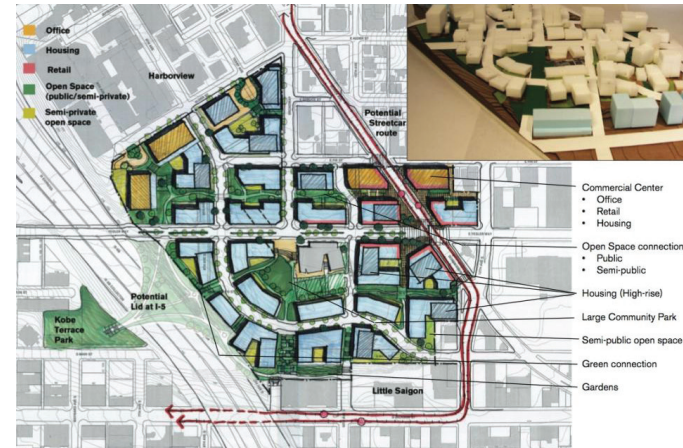 Office
Housing
Retail
Open Space
(public/semi-private)
Semi-private
open space
Harborview
Potential
Streetcar
route
Commercial Center
• Office
• Retail
• Housing
Open Space connection
• Public
• Semi-public
Housing (High-rise)
Large Community Park
Semi-public open space
Green connection
Gardens
Potential
Lid at I-5
Kobe
Terrace
Park
Little Saigon